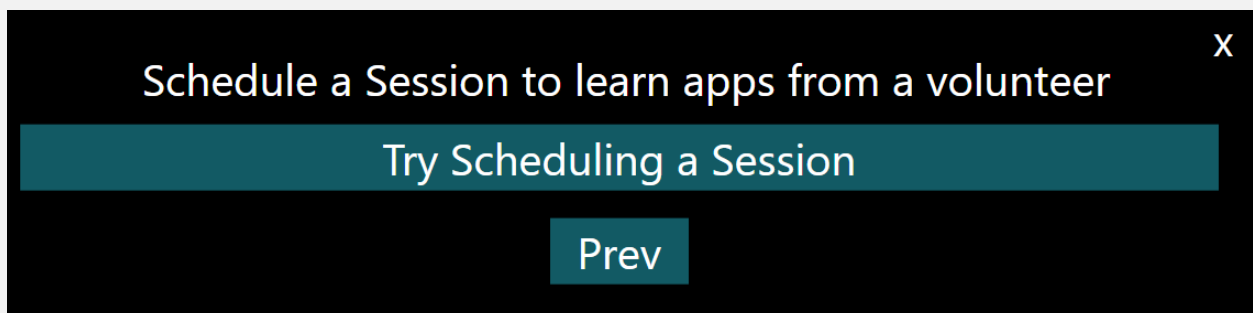 x
Schedule a Session to learn apps from a volunteer
Try Scheduling a Session
Prev